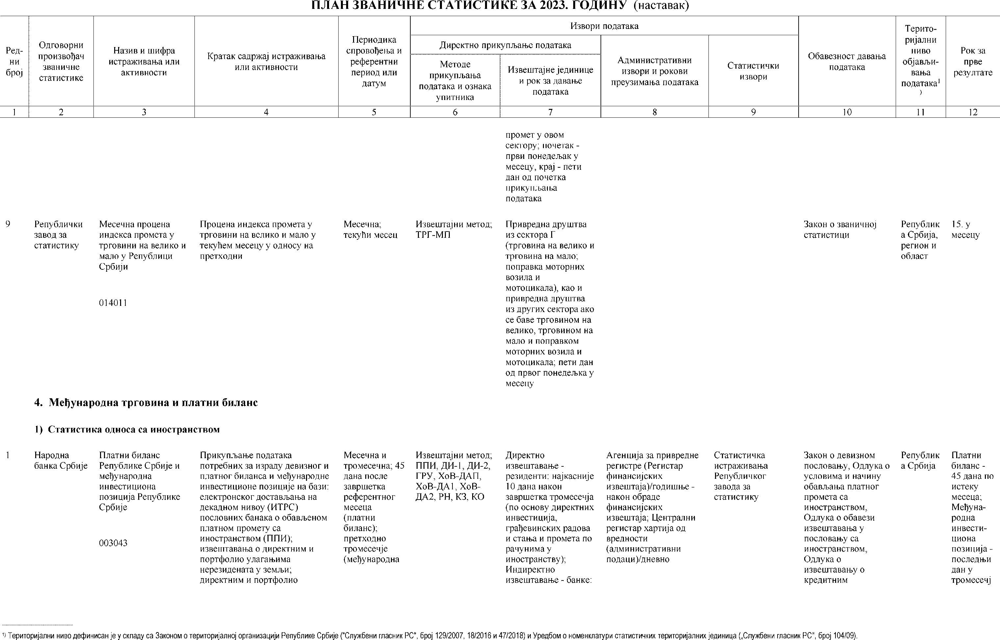 ПЛАН ЗВАНИЧНЕ СТАТИСТИКЕ ЗА 2023. ГОДИНУ (наставак)
Ред-
ни
број
Одговорни
произвођач
званичне
статистике
Назив и шифра
истраживања или
активности
Кратак садржај истраживања
или активности
Периодика
спровођења и
референтни
период или
датум
Извори података
Директно прикупљање података
Методе
прикупљања
података и ознака
упитника
Извештајне јединице
и рок за давање
података
Административни
извори и рокови
преузимања података
Статистички
извори
Обавезност давања
података
Терито-
ријални
ниво
објављи-
вања
података¹
)
Рок за
прве
резултате
1 2 3 4 5 6 7 8 9 10 11 12
промет у овом
сектору; почетак -
први понедељак у
месецу, крај - пети
дан од почетка
прикупљања
података
9
Републички
завод за
статистику
Месечна процена
индекса промета у
трговини на велико и
мало у Републици
Србији
014011
Процена индекса промета у
трговини на велико и мало у
текућем месецу у односу на
претходни
Месечна;
текући месец
Извештајни метод;
ТРГ-МП
Привредна друштва
из сектора Г
(трговина на велико и
трговина на мало;
поправка моторних
возила и
мотоцикала), као и
привредна друштва
из других сектора ако
се баве трговином на
велико, трговином на
мало и поправком
моторних возила и
мотоцикала; пети дан
од првог понедељка у
месецу
Закон о званичној
статистици
Републик
а Србија,
регион и
област
15. у
месецу
4. Међународна трговина и платни биланс
1) Статистика односа са иностранством
1
Народна
банка Србије
Платни биланс
Републике Србије и
међународна
инвестициона
позиција Републике
Србије
003043
Прикупљање података
потребних за израду девизног и
платног биланса и међународне
инвестиционе позиције на бази:
електронског достављања на
декадном нивоу (ИТРС)
пословних банака о обављеном
платном промету са
иностранством (ППИ);
извештавања о директним и
портфолио улагањима
нерезидената у земљи;
директним и портфолио
Месечна и
тромесечна; 45
дана после
завршетка
референтног
месеца
(платни
биланс);
претходно
тромесечје
(међународна
Извештајни метод;
ППИ, ДИ-1, ДИ-2,
ГРУ, ХоВ-ДАП,
ХоВ-ДА1, ХоВ-
ДА2, РН, КЗ, КО
Директно
извештавање -
резиденти: најкасније
10 дана након
завршетка тромесечја
(по основу директних
инвестиција,
грађевинских радова
и стања и промета по
рачунима у
иностранству);
Индиректно
извештавање - банке:
Агенција за привредне
регистре (Регистар
финансијских
извештаја)/годишње -
након обраде
финансијских
извештаја; Централни
регистар хартија од
вредности
(административни
подаци)/дневно
Статистичка
истраживања
Републичког
завода за
статистику
Закон о девизном
пословању, Одлука о
условима и начину
обављања платног
промета са
иностранством,
Одлука о обавези
извештавања у
пословању са
иностранством,
Одлука о
извештавању о
кредитним
Републик
а Србија
Платни
биланс -
45 дана по
истеку
месеца;
Међуна-
родна
инвести-
циона
позиција -
последњи
дан у
тромесечј
¹⁾ Територијални ниво дефинисан је у складу са Законом о територијалној организацији Републике Србије ("Службени гласник РС", број 129/2007, 18/2016 и 47/2018) и Уредбом о номенклатури статистичких територијалних јединица („Службени гласник РС", број 104/09).